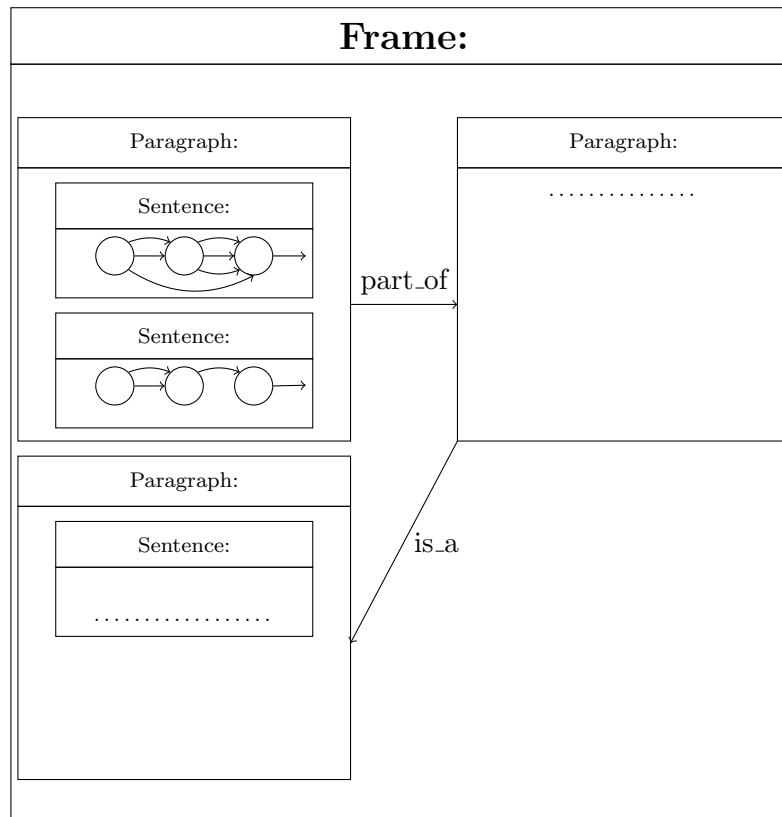 Frame:
Paragraph:
Sentence:
Sentence:
part_of
Paragraph:
...............
is_a
Paragraph:
Sentence:
..................